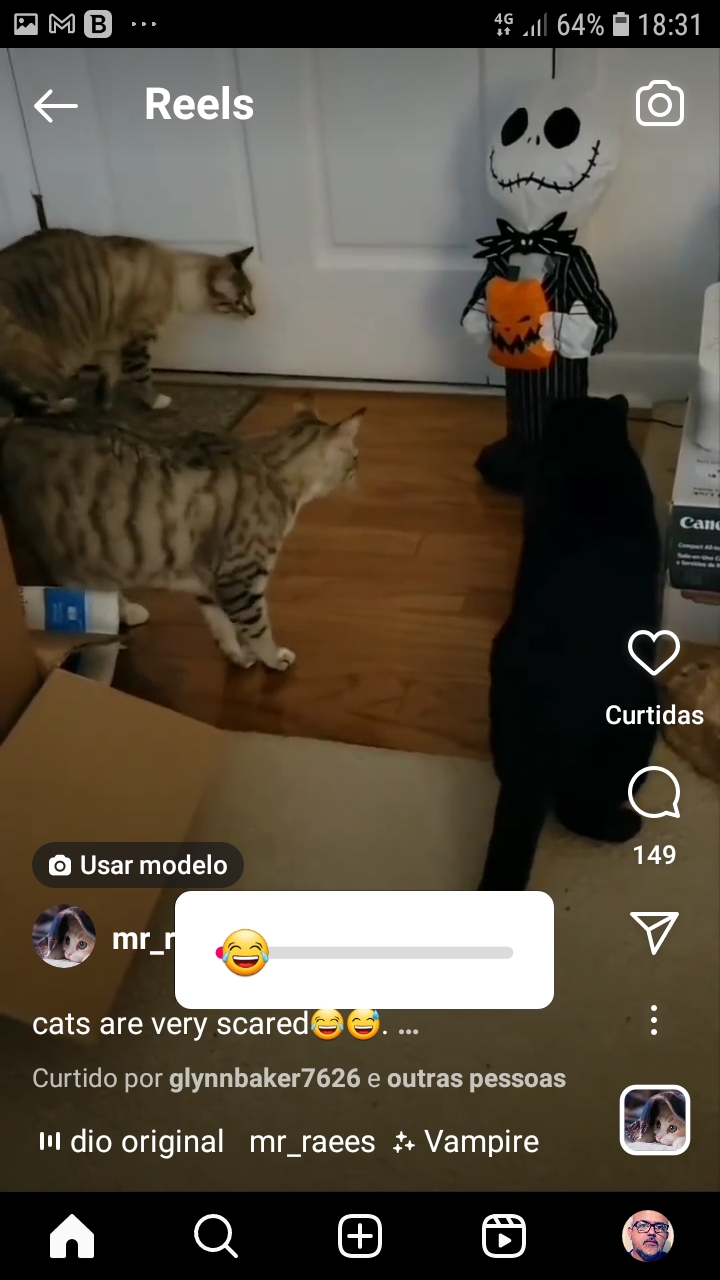 4G 64% 18:31
Reels
Cano
Curtidas
149
Usar modelo
mr_r
cats are very scared😂😅. ...
Curtido por glynnbaker7626 e outras pessoas
dio original mr_raees Vampire